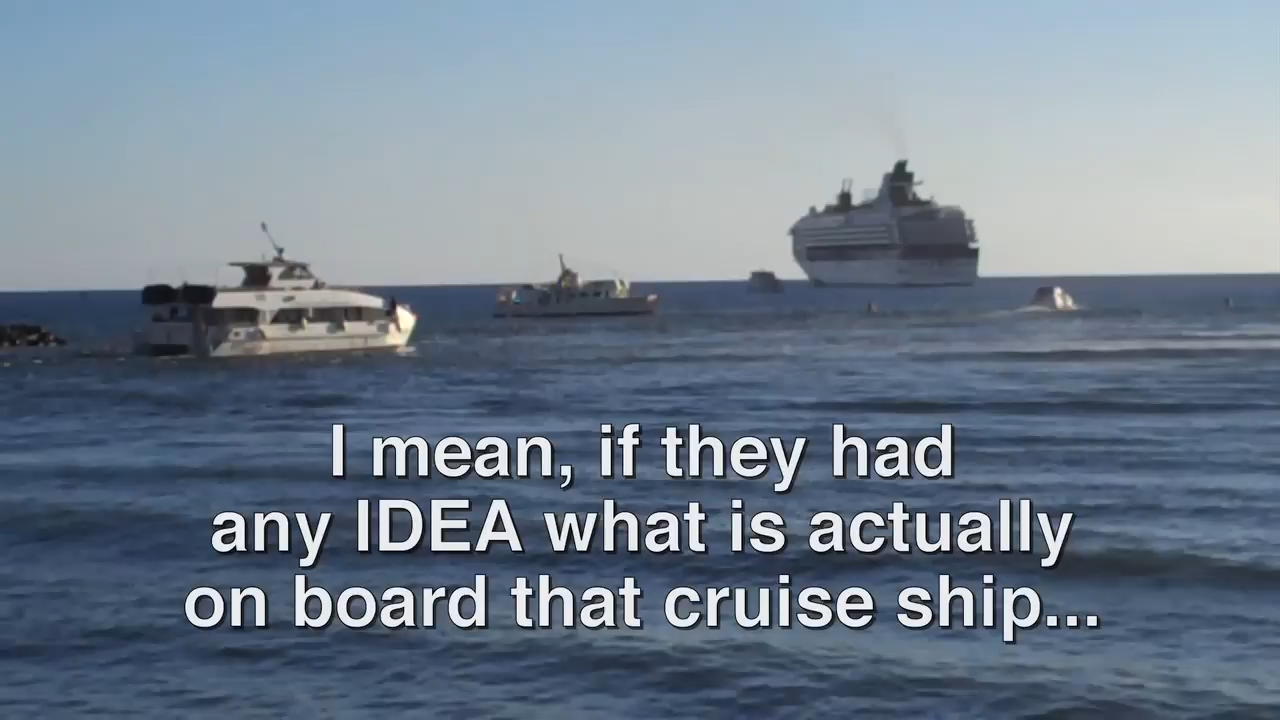 I mean, if they had
any IDEA what is actually
on board that cruise ship...